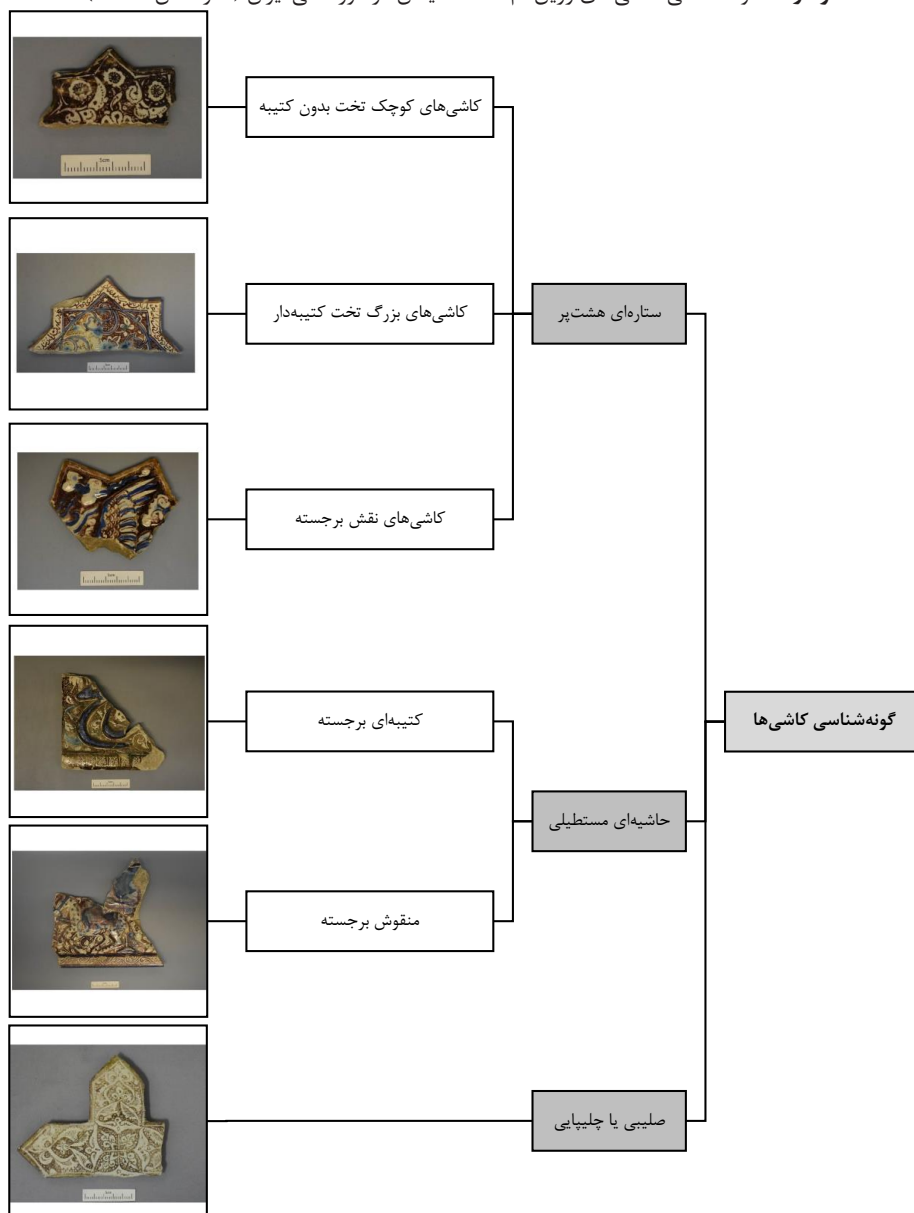 کاشی‌های کوچک تخت بدون کتیبه
کاشی‌های بزرگ تخت کتیبه‌دار
ستاره‌ای هشت‌پر
کاشی‌های نقش برجسته
کتیبه‌ای برجسته
گونه‌شناسی کاشی‌ها
حاشیه‌ای مستطیلی
منقوش برجسته
صلیبی یا چلیپایی
5cm